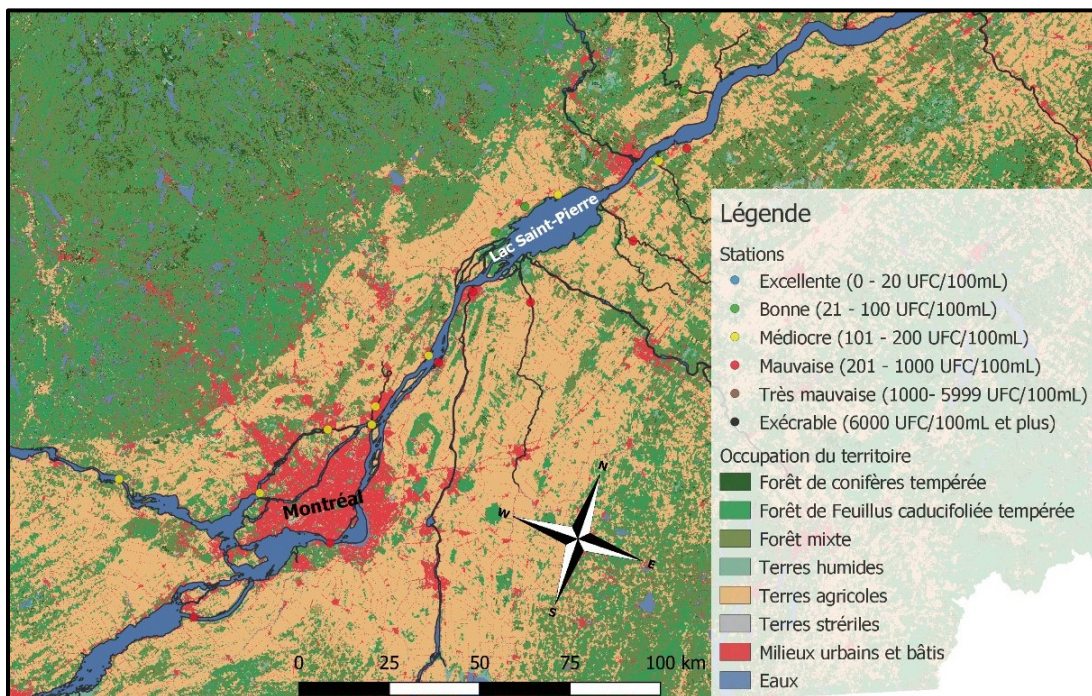 Lac Saint-Pierre
Montréal
N
W
E
S
0 25 50 75 100 km
Légende
Stations
Excellente (0 - 20 UFC/100mL)
Bonne (21 - 100 UFC/100mL)
Médiocre (101 - 200 UFC/100mL)
Mauvaise (201 - 1000 UFC/100mL)
Très mauvaise (1000- 5999 UFC/100mL)
Exécrable (6000 UFC/100mL et plus)
Occupation du territoire
Forêt de conifères tempérée
Forêt de Feuillus caducifoliée tempérée
Forêt mixte
Terres humides
Terres agricoles
Terres strériles
Milieux urbains et bâtis
Eaux